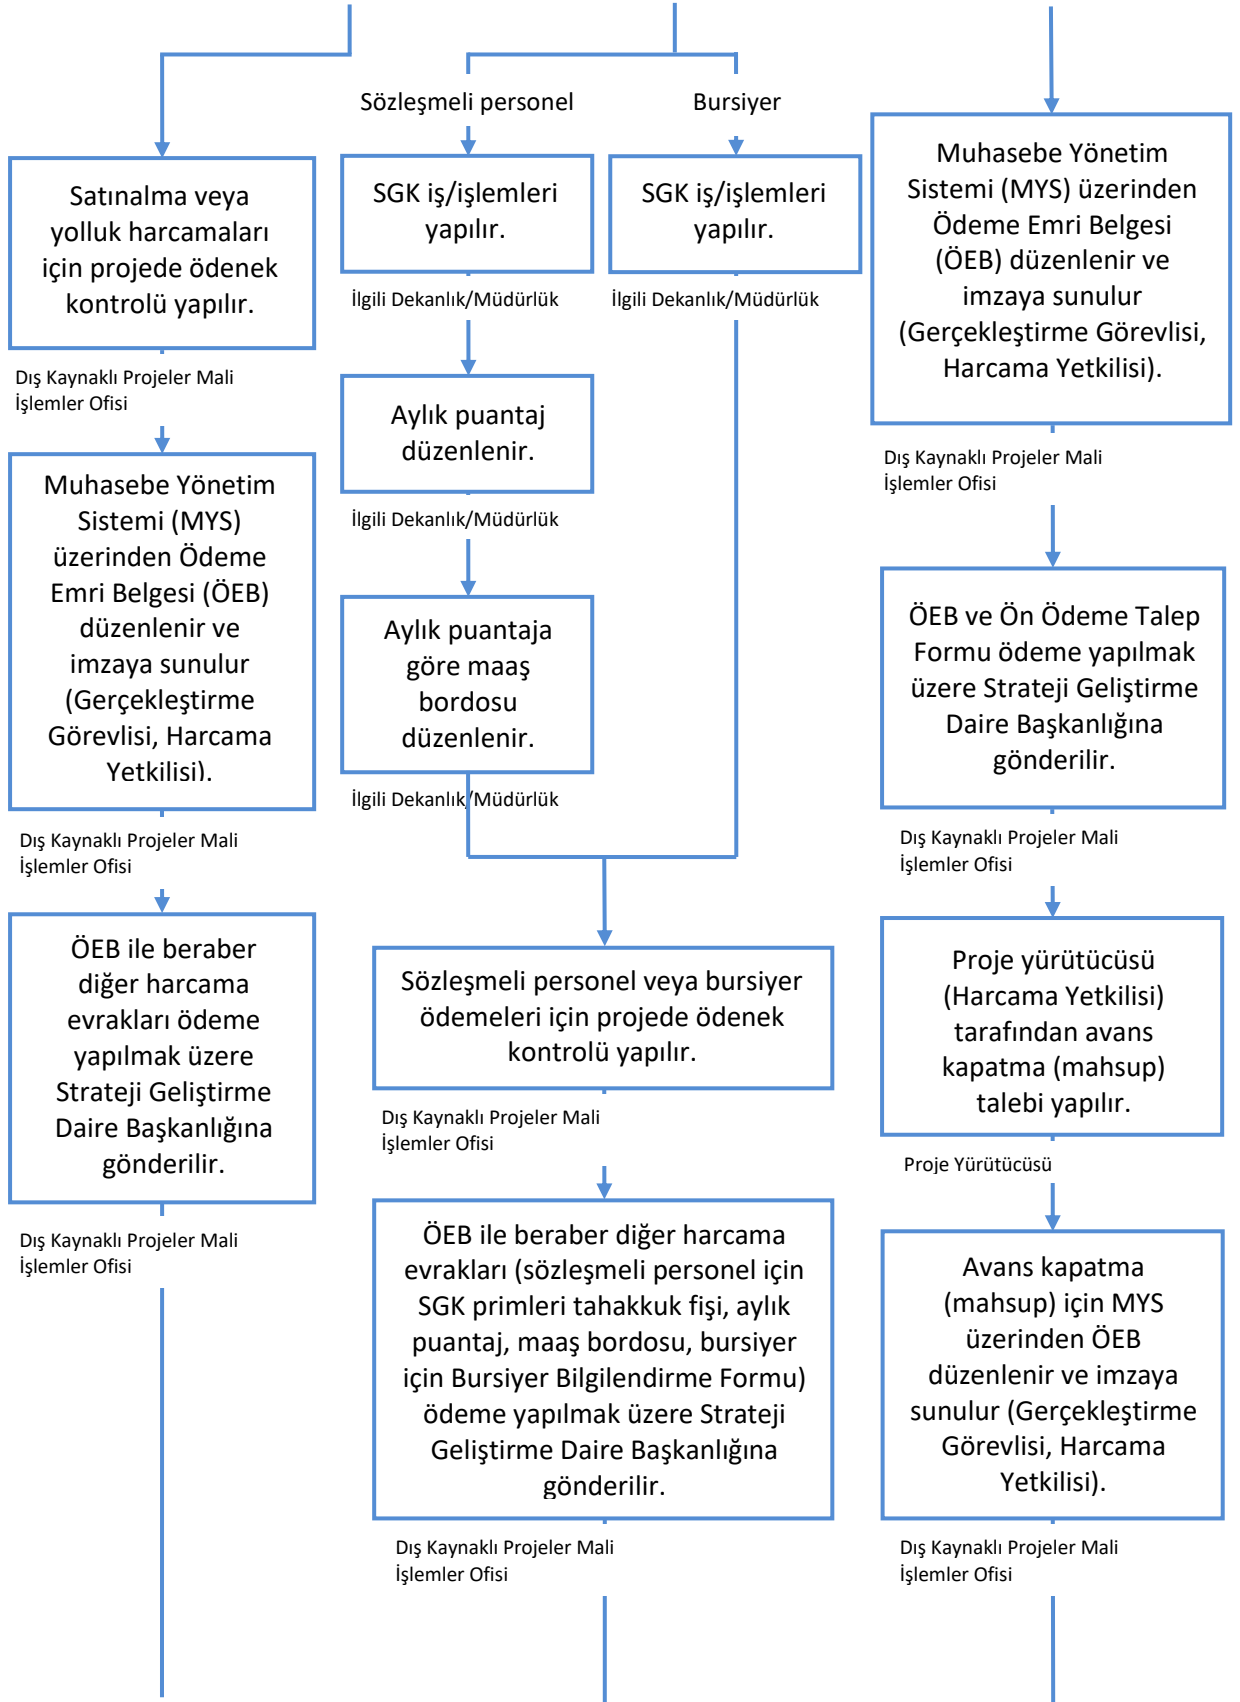 Sözleşmeli personel
Bursiyer
Satınalma veya
yolluk harcamaları
için projede ödenek
kontrolü yapılır.
Dış Kaynaklı Projeler Mali
İşlemler Ofisi
Muhasebe Yönetim
Sistemi (MYS)
üzerinden Ödeme
Emri Belgesi (ÖEB)
düzenlenir ve
imzaya sunulur
(Gerçekleştirme
Görevlisi, Harcama
Yetkilisi).
Dış Kaynaklı Projeler Mali
İşlemler Ofisi
ÖEB ile beraber
diğer harcama
evrakları ödeme
yapılmak üzere
Strateji Geliştirme
Daire Başkanlığına
gönderilir.
Dış Kaynaklı Projeler Mali
İşlemler Ofisi
SGK iş/işlemleri
yapılır.
İlgili Dekanlık/Müdürlük
Aylık puantaj
düzenlenir.
İlgili Dekanlık/Müdürlük
Aylık puantaja
göre maaş
bordosu
düzenlenir.
İlgili Dekanlık/Müdürlük
SGK iş/işlemleri
yapılır.
İlgili Dekanlık/Müdürlük
Sözleşmeli personel veya bursiyer
ödemeleri için projede ödenek
kontrolü yapılır.
Dış Kaynaklı Projeler Mali
İşlemler Ofisi
ÖEB ile beraber diğer harcama
evrakları (sözleşmeli personel için
SGK primleri tahakkuk fişi, aylık
puantaj, maaş bordosu, bursiyer
için Bursiyer Bilgilendirme Formu)
ödeme yapılmak üzere Strateji
Geliştirme Daire Başkanlığına
gönderilir.
Dış Kaynaklı Projeler Mali
İşlemler Ofisi
Muhasebe Yönetim
Sistemi (MYS) üzerinden
Ödeme Emri Belgesi
(ÖEB) düzenlenir ve
imzaya sunulur
(Gerçekleştirme Görevlisi,
Harcama Yetkilisi).
Dış Kaynaklı Projeler Mali
İşlemler Ofisi
ÖEB ve Ön Ödeme Talep
Formu ödeme yapılmak
üzere Strateji Geliştirme
Daire Başkanlığına
gönderilir.
Dış Kaynaklı Projeler Mali
İşlemler Ofisi
Proje yürütücüsü
(Harcama Yetkilisi)
tarafından avans
kapatma (mahsup)
talebi yapılır.
Proje Yürütücüsü
Avans kapatma
(mahsup) için MYS
üzerinden ÖEB
düzenlenir ve imzaya
sunulur (Gerçekleştirme
Görevlisi, Harcama
Yetkilisi).
Dış Kaynaklı Projeler Mali
İşlemler Ofisi